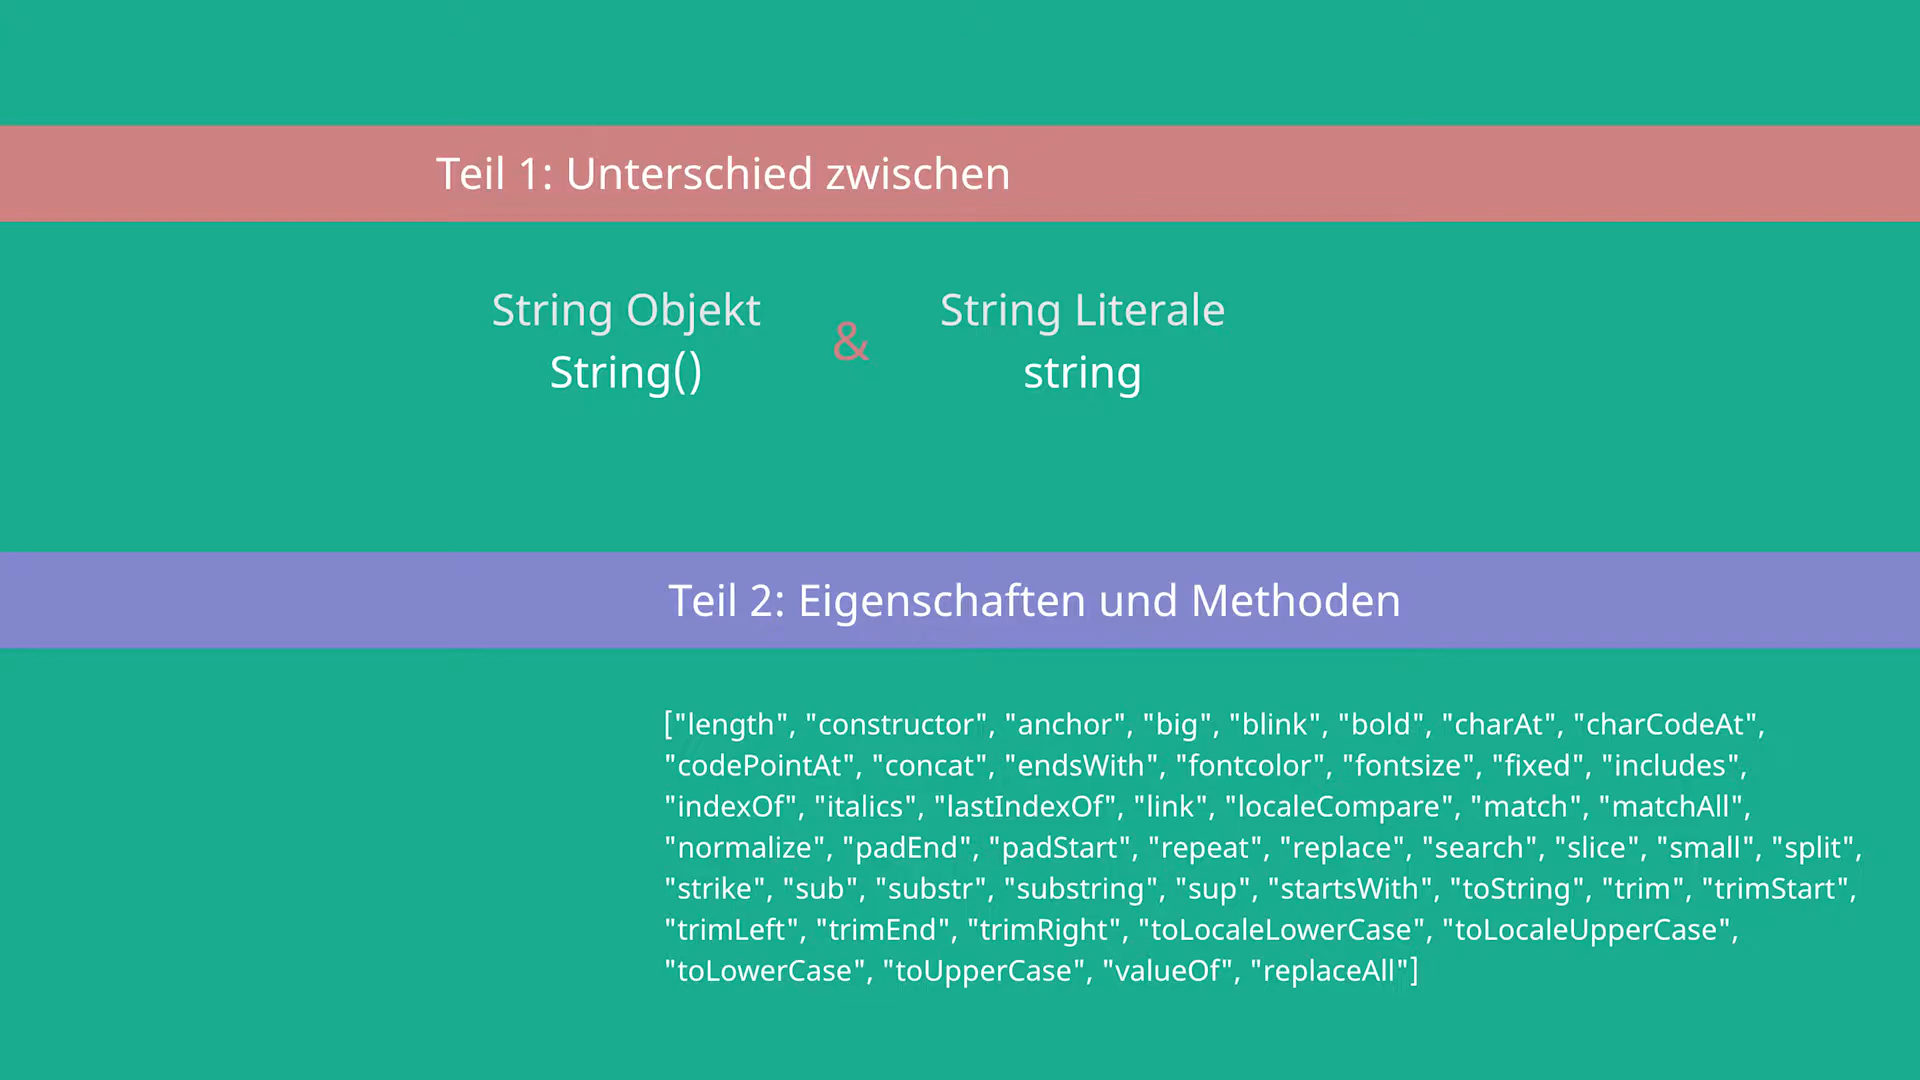 Teil 1: Unterschied zwischen
String Objekt
String()
&
String Literale
string
Teil 2: Eigenschaften und Methoden
["length", "constructor", "anchor", "big", "blink", "bold", "charAt", "charCodeAt",
"codePointAt", "concat", "endsWith", "fontcolor", "fontsize", "fixed", "includes",
"indexOf", "italics", "lastIndexOf", "link", "localeCompare", "match", "matchAll",
"normalize", "padEnd", "padStart", "repeat", "replace", "search", "slice", "small", "split",
"strike", "sub", "substr", "substring", "sup", "startsWith", "toString", "trim", "trimStart",
"trimLeft", "trimEnd", "trimRight", "toLocaleLowerCase", "toLocaleUpperCase",
"toLowerCase", "toUpperCase", "valueOf", "replaceAll"]